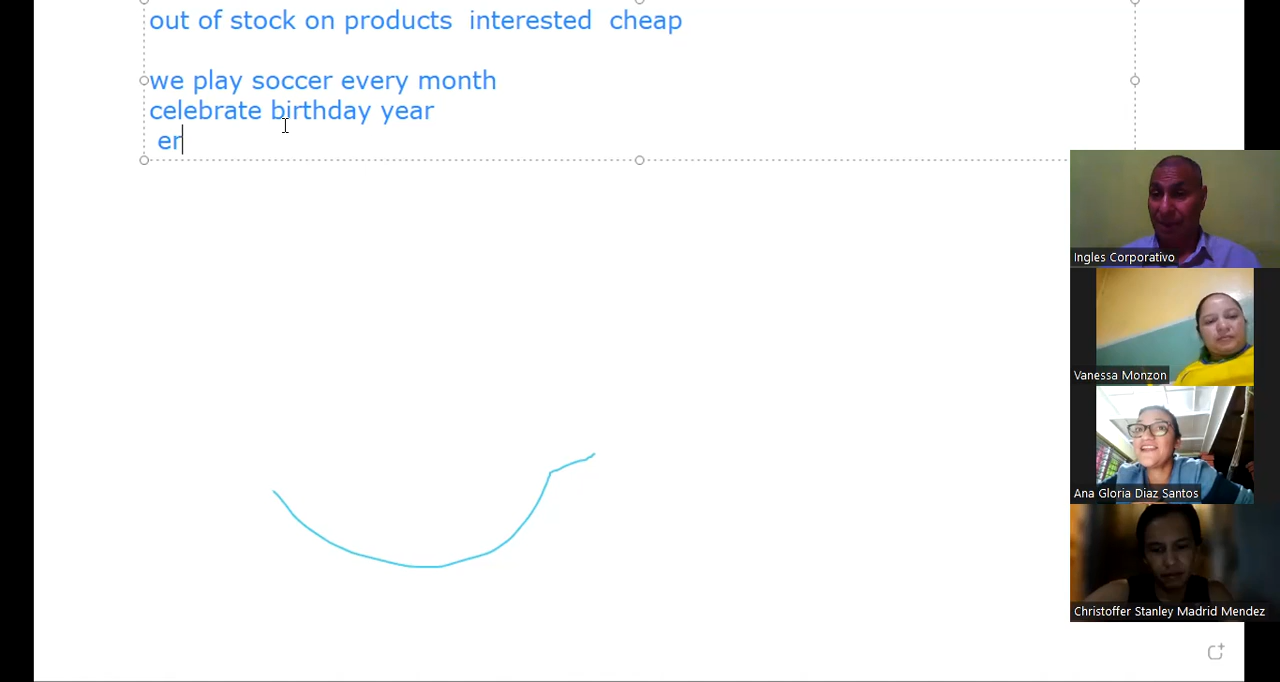 out of stock on products  interested  cheap
we play soccer every month
celebrate birthday year
er
Ingles Corporativo
Vanessa Monzon
Ana Gloria Diaz Santos
Christoffer Stanley Madrid Mendez